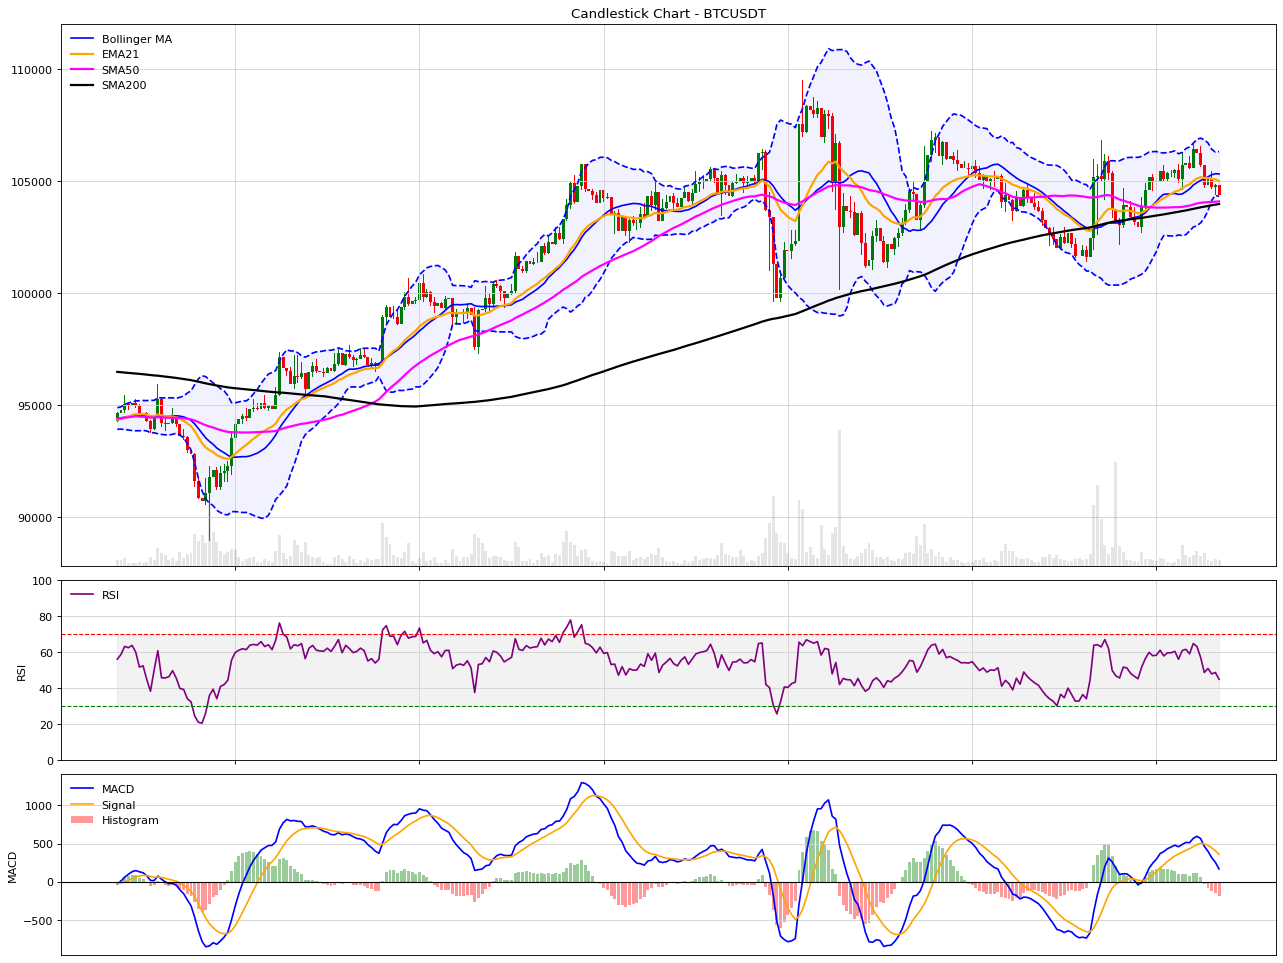 Candlestick Chart - BTCUSDT
Bollinger MA
EMA21
SMA50
SMA200
110000
105000
100000
95000
90000
RSI
100
80
60
40
20
0
RSI
MACD
Signal
Histogram
1000
500
0
−500
MACD